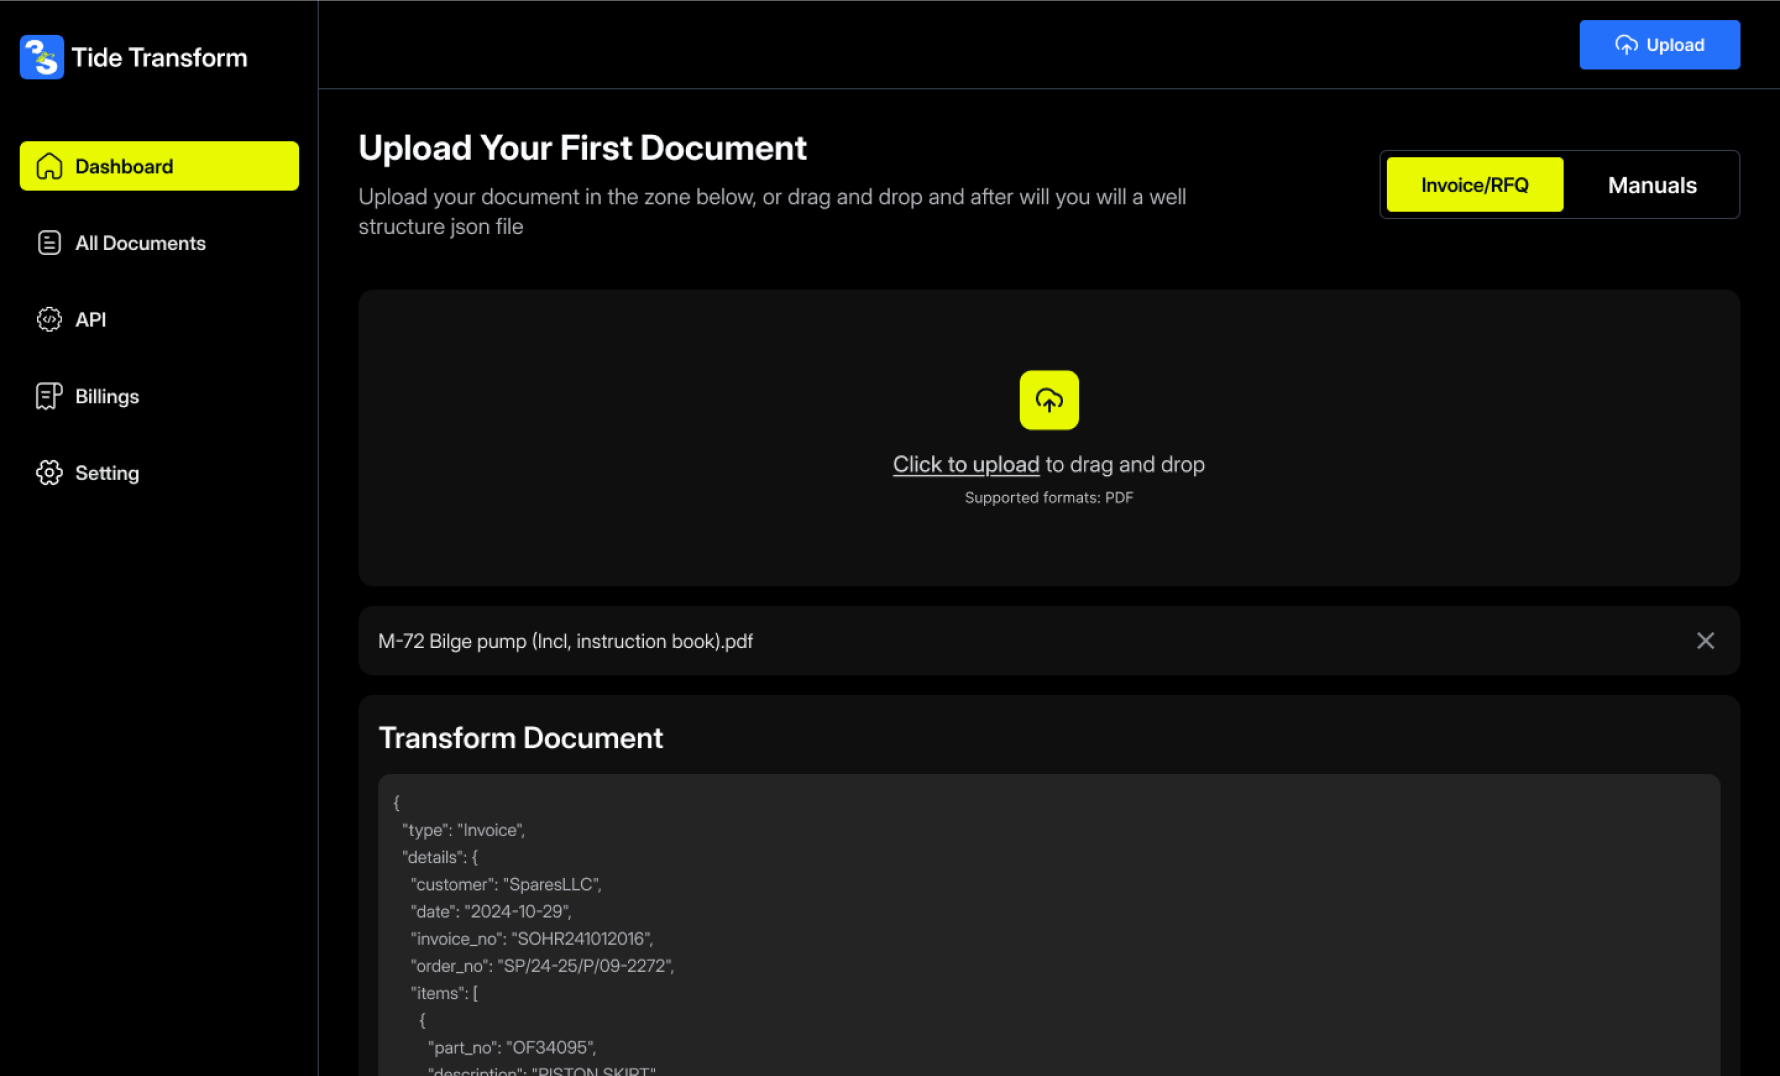 Tide Transform
Upload
Dashboard
All Documents
API
Billings
Setting
Upload Your First Document
Upload your document in the zone below, or drag and drop and after will you will a well
structure json file
Invoice/RFQ
Manuals
Click to upload to drag and drop
Supported formats: PDF
M-72 Bilge pump (Incl, instruction book).pdf
Transform Document
{
"type": "Invoice",
"details": {
"customer": "SparesLLC",
"date": "2024-10-29",
"invoice_no": "SOHR241012016",
"order_no": "SP/24-25/P/09-2272",
"items": [
{
"part_no": "OF34095",
"description": "PISTON SKIRT"